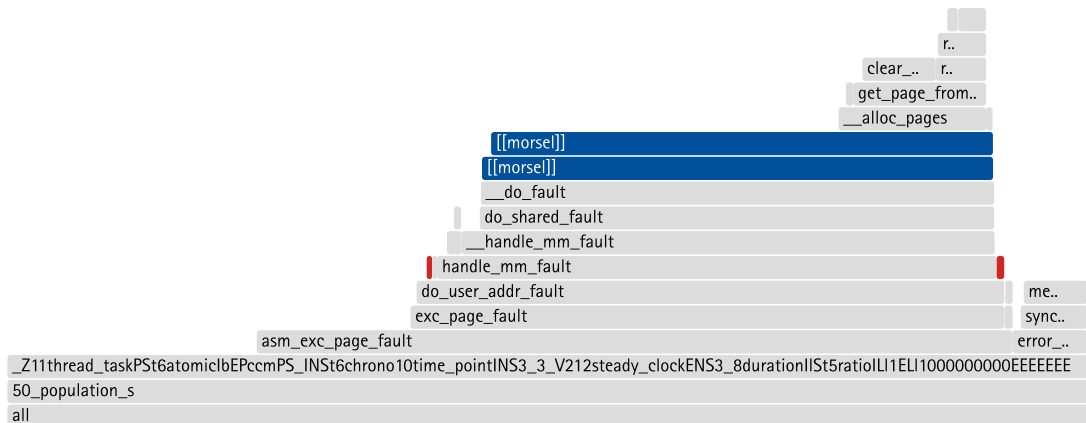 r..
clear_.. r..
get_page_from..
__alloc_pages
[[morsel]]
[[morsel]]
__do_fault
do_shared_fault
__handle_mm_fault
handle_mm_fault
do_user_addr_fault me..
exc_page_fault sync..
asm_exc_page_fault error_..
_Z11thread_taskPSt6atomicIbEPccmPS_INSt6chrono10time_pointINS3_3_V212steady_clockENS3_8durationIlSt5ratioILl1ELl1000000000EEEEEEE
50_population_s
all